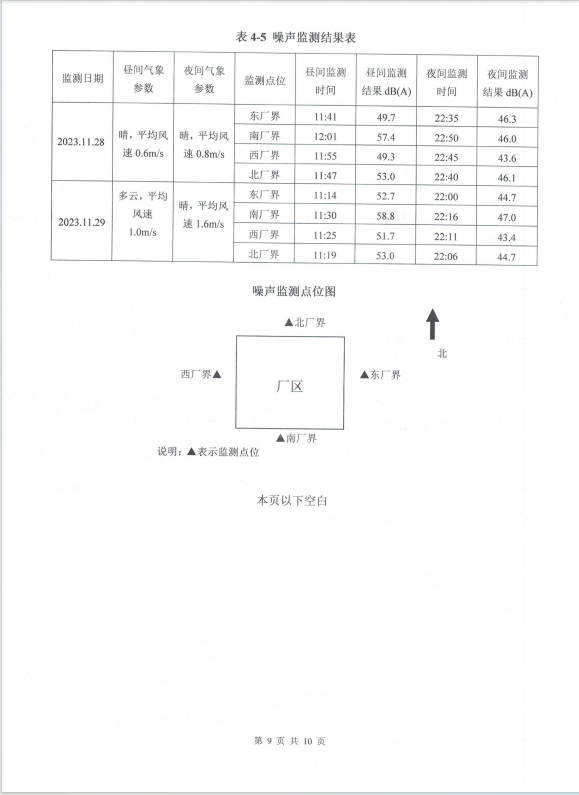 表 4-5 噪声监测结果表
监测日期 昼间气象参数 夜间气象参数 监测点位 昼间监测时间 昼间监测结果 dB(A) 夜间监测时间 夜间监测结果 dB(A)
2023.11.28 晴，平均风速 0.6m/s 晴，平均风速 0.8m/s 东厂界 11:41 49.7 22:35 46.3
南厂界 12:01 57.4 22:50 46.0
西厂界 11:55 49.3 22:45 43.6
北厂界 11:47 53.0 22:40 46.1
2023.11.29 多云，平均风速 1.0m/s 晴，平均风速 1.6m/s 东厂界 11:14 52.7 22:00 44.7
南厂界 11:30 58.8 22:16 47.0
西厂界 11:25 51.7 22:11 43.4
北厂界 11:19 53.0 22:06 44.7
噪声监测点位图
▲北厂界
北
西厂界▲
厂区
▲东厂界
▲南厂界
说明：▲表示监测点位
本页以下空白
第 9 页 共 10 页